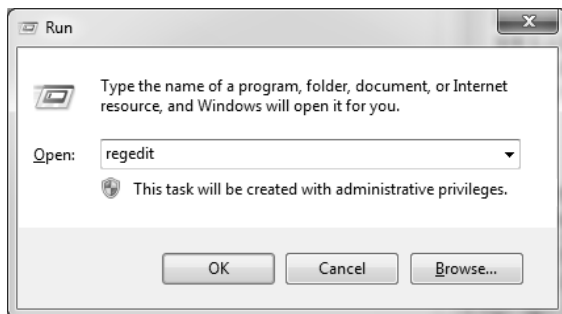 Run
Type the name of a program, folder, document, or Internet
resource, and Windows will open it for you.
Open: regedit
This task will be created with administrative privileges.
OK Cancel Browse...